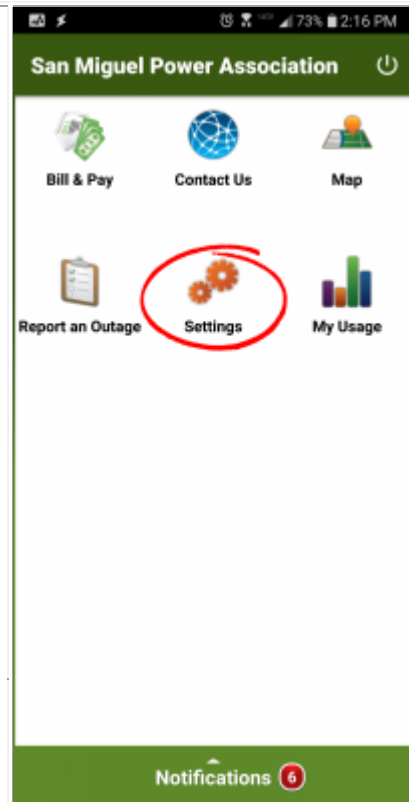 73% 2:16 PM
San Miguel Power Association
Bill & Pay Contact Us Map
Report an Outage Settings My Usage
Notifications 6